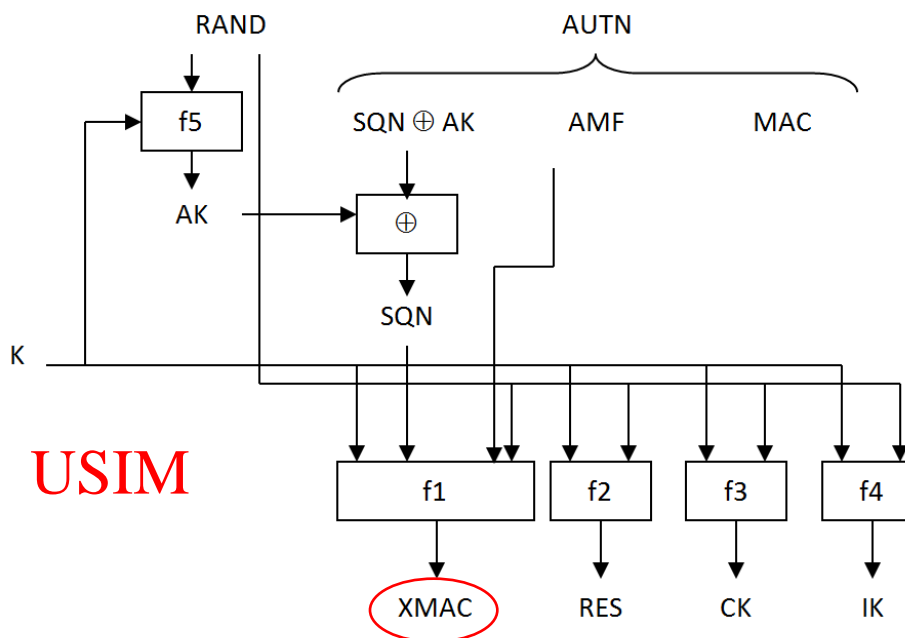 RAND AUTN
f5 SQN ⊕ AK AMF MAC
AK ⊕
SQN
K
USIM
f1 f2 f3 f4
XMAC RES CK IK